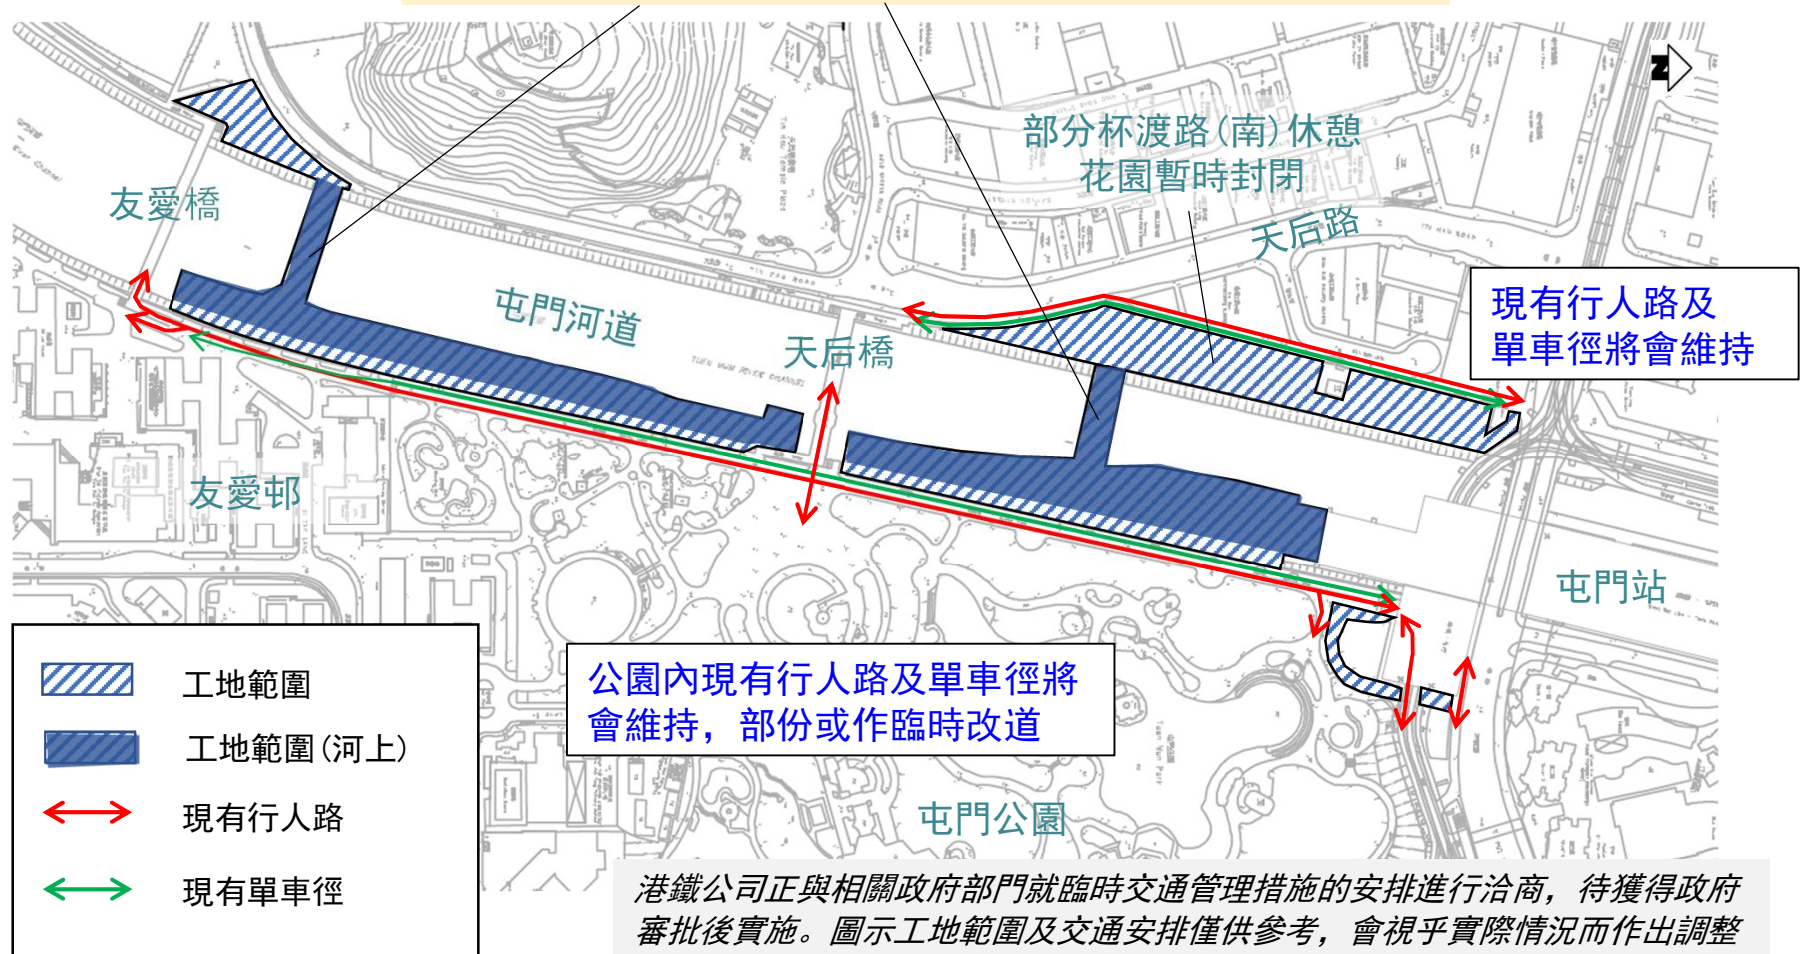 部分杯渡路(南)休憩
花園暫時封閉
友愛橋
天后路
屯門河道
天后橋
現有行人路及
單車徑將會維持
TUEN MUN RIVER CHANNEL
友愛邨
屯門站
公園內現有行人路及單車徑將
會維持，部份或作臨時改道
屯門公園
N
工地範圍
工地範圍(河上)
現有行人路
現有單車徑
港鐵公司正與相關政府部門就臨時交通管理措施的安排進行洽商，待獲得政府
審批後實施。圖示工地範圍及交通安排僅供參考，會視乎實際情況而作出調整